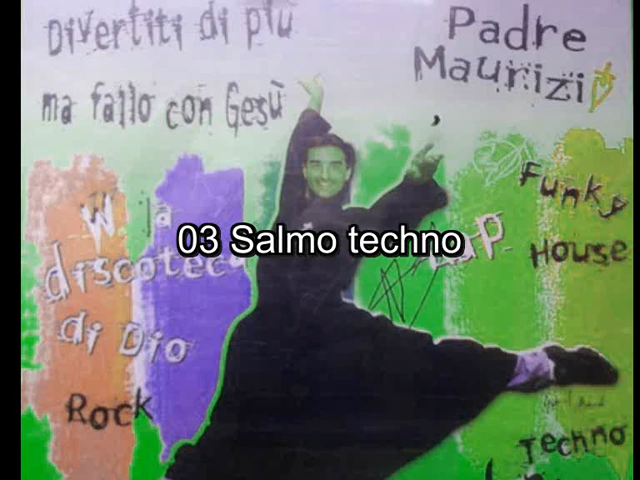 Divertiti di più
ma fallo con Gesù
Padre
Maurizi
W la
discoteca
di Dio
Rock
03 Salmo techno
Funky
House
Techno